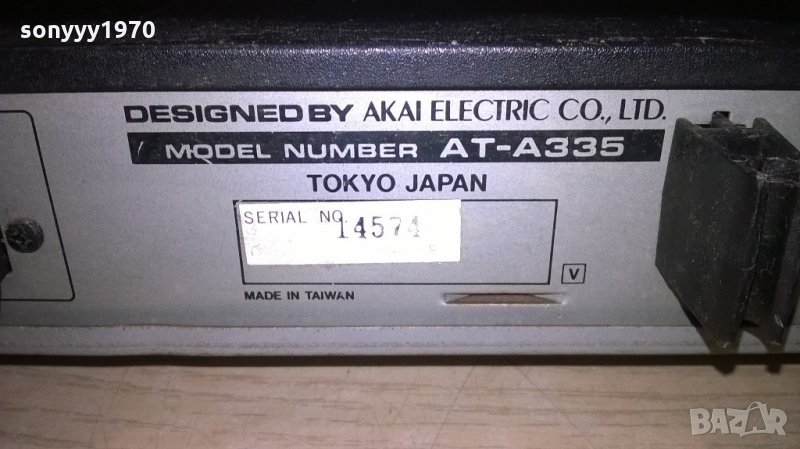 sonyyy1970
DESIGNED BY AKAI ELECTRIC CO., LTD.
MODEL NUMBER AT-A335
TOKYO JAPAN
SERIAL NO.
14574
V
MADE IN TAIWAN
BAZAR